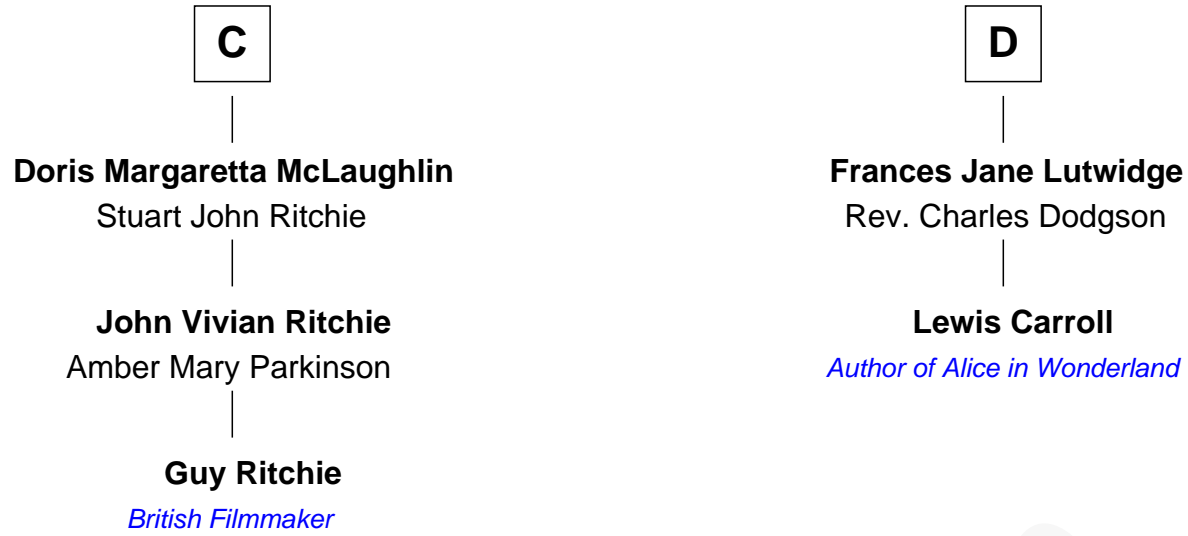 C
Doris Margaretta McLaughlin
Stuart John Ritchie
John Vivian Ritchie
Amber Mary Parkinson
Guy Ritchie
British Filmmaker
D
Frances Jane Lutwidge
Rev. Charles Dodgson
Lewis Carroll
Author of Alice in Wonderland